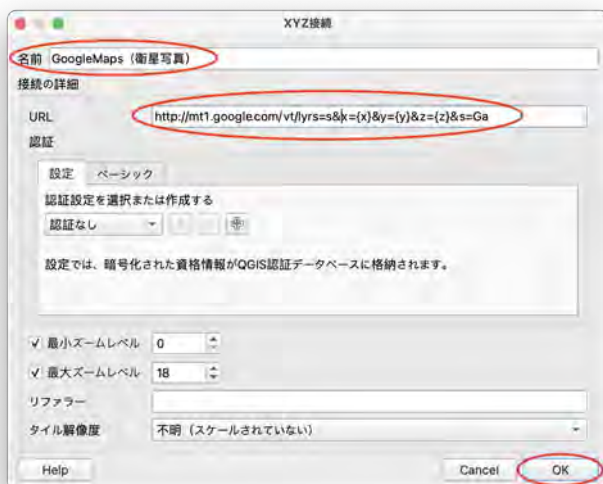 XYZ接続
名前 GoogleMaps（衛星写真）
接続の詳細
URL http://mt1.google.com/vt/lyrs=s&x={x}&y={y}&z={z}&s=Ga
認証
設定 ベーシック
認証設定を選択または作成する
認証なし
設定では、暗号化された資格情報がQGIS認証データベースに格納されます。
✓ 最小ズームレベル 0
✓ 最大ズームレベル 18
リファラー
タイル解像度 不明（スケールされていない）
Help Cancel OK